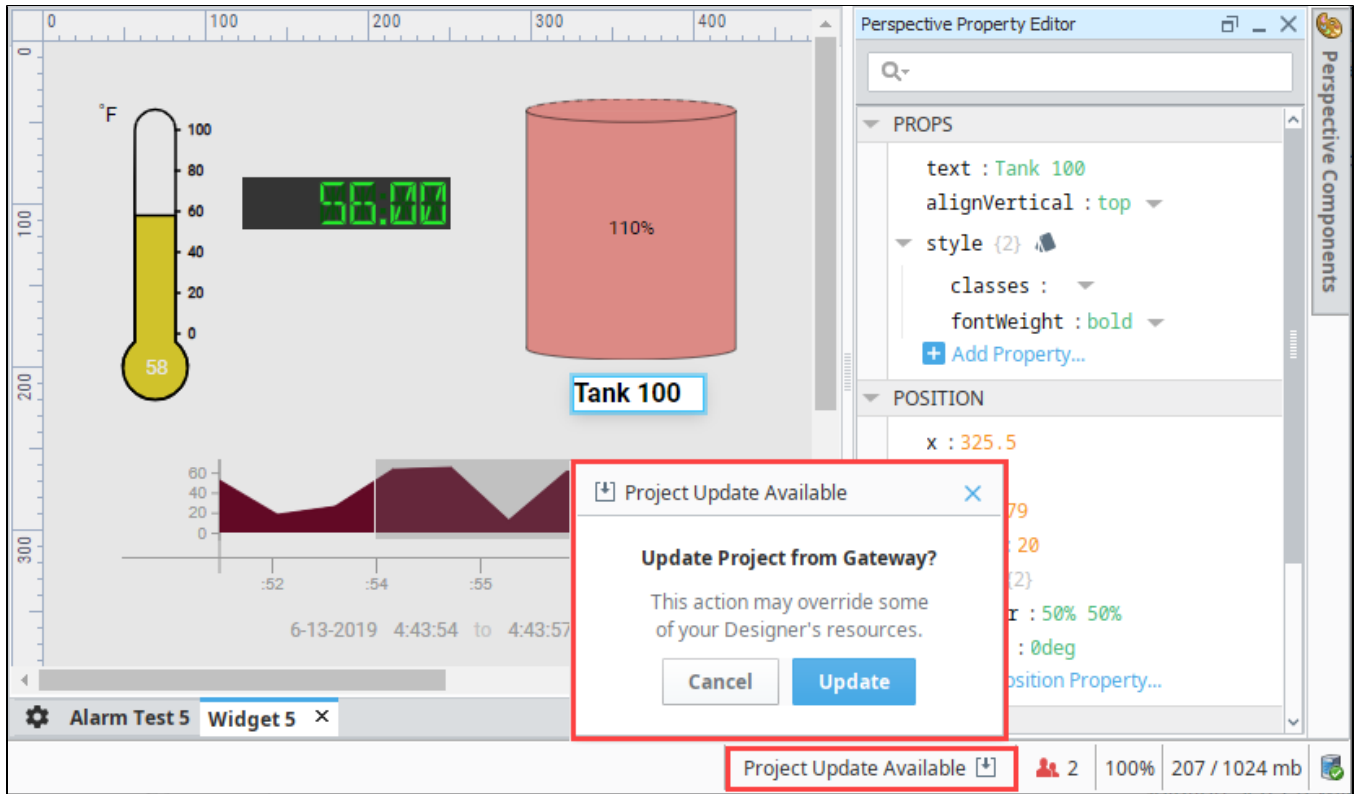 0 100 200 300 400
Perspective Property Editor
Perspective Components
0
100
200
300
°F
100
80
60
40
20
0
58
56.00
110%
Tank 100
60
40
20
0
:52 :54 :55
6-13-2019 4:43:54 to 4:43:57
PROPS
text : Tank 100
alignVertical : top
style {2}
classes :
fontWeight : bold
Add Property...
POSITION
x : 325.5
79
: 20
{2}
r : 50% 50%
: 0deg
osition Property...
Project Update Available
Update Project from Gateway?
This action may override some
of your Designer's resources.
Cancel Update
Alarm Test 5 Widget 5
Project Update Available 2 100% 207 / 1024 mb